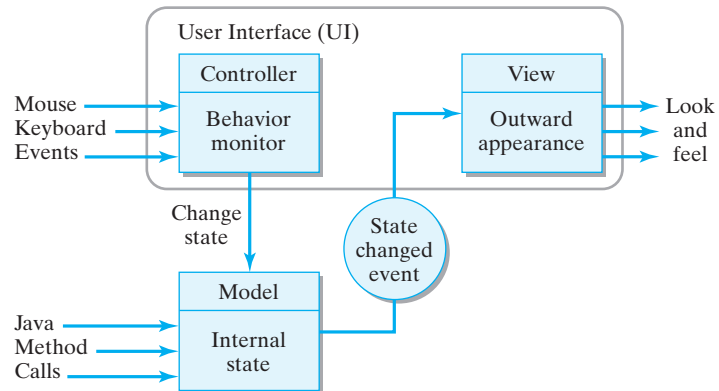 User Interface (UI)
Controller
Behavior
monitor
View
Outward
appearance
Mouse
Keyboard
Events
Look
and
feel
Change
state
State
changed
event
Model
Internal
state
Java
Method
Calls